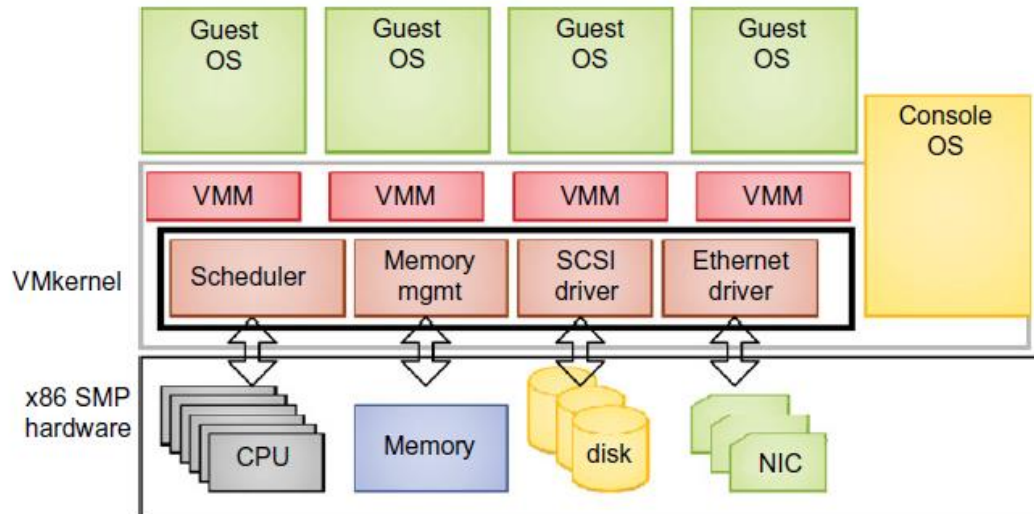 Guest
OS
Guest
OS
Guest
OS
Guest
OS
Console
OS
VMM
VMM
VMM
VMM
VMkernel
Scheduler
Memory
mgmt
SCSI
driver
Ethernet
driver
x86 SMP
hardware
CPU
Memory
disk
NIC